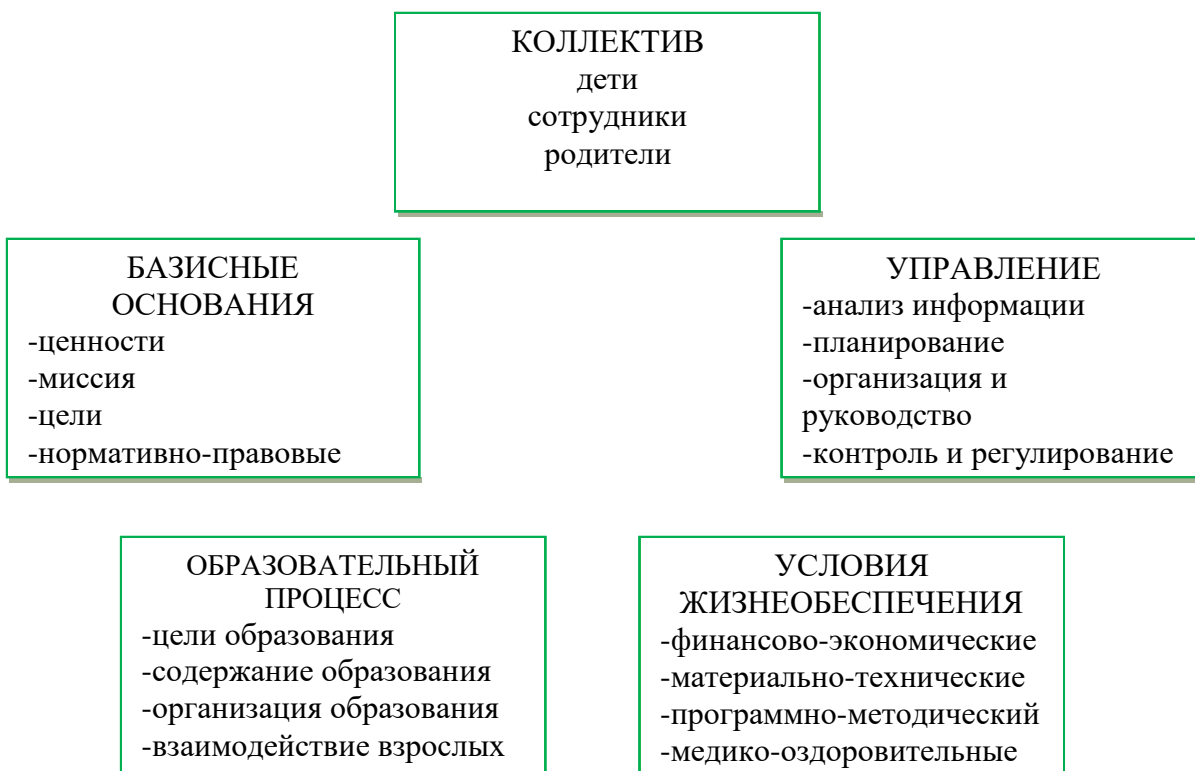 КОЛЛЕКТИВ
дети
сотрудники
родители
БАЗИСНЫЕ
ОСНОВАНИЯ
-ценности
-миссия
-цели
-нормативно-правовые
УПРАВЛЕНИЕ
-анализ информации
-планирование
-организация и
руководство
-контроль и регулирование
ОБРАЗОВАТЕЛЬНЫЙ
ПРОЦЕСС
-цели образования
-содержание образования
-организация образования
-взаимодействие взрослых
УСЛОВИЯ
ЖИЗНЕОБЕСПЕЧЕНИЯ
-финансово-экономические
-материально-технические
-программно-методический
-медико-оздоровительные